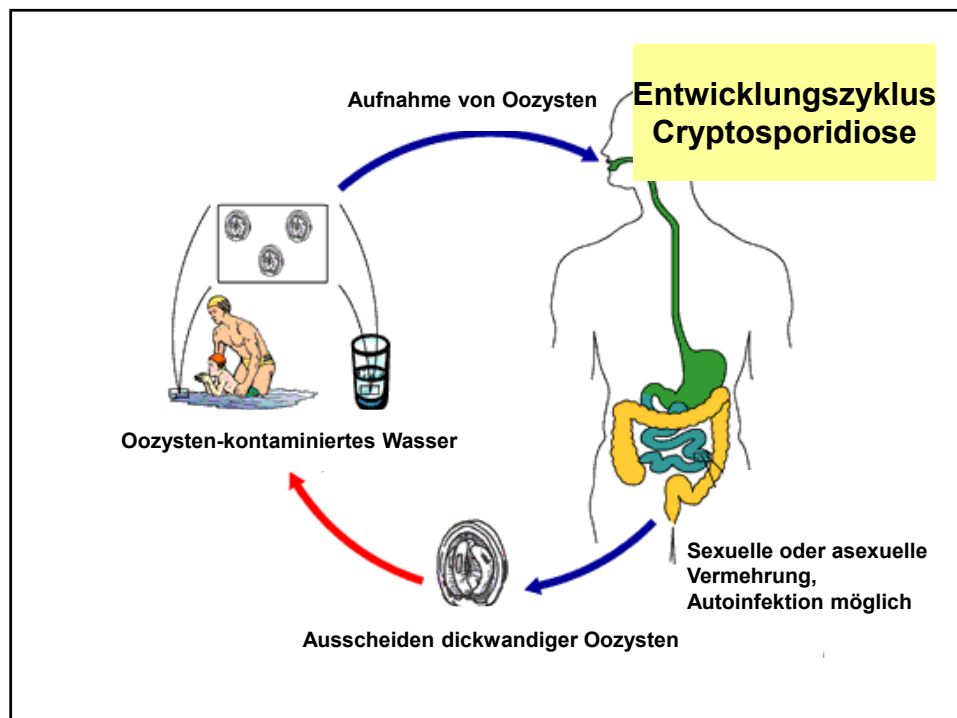 Entwicklungszyklus
Cryptosporidiose
Aufnahme von Oozysten
Oozysten-kontaminiertes Wasser
Sexuelle oder asexuelle
Vermehrung,
Autoinfektion möglich
Ausscheiden dickwandiger Oozysten